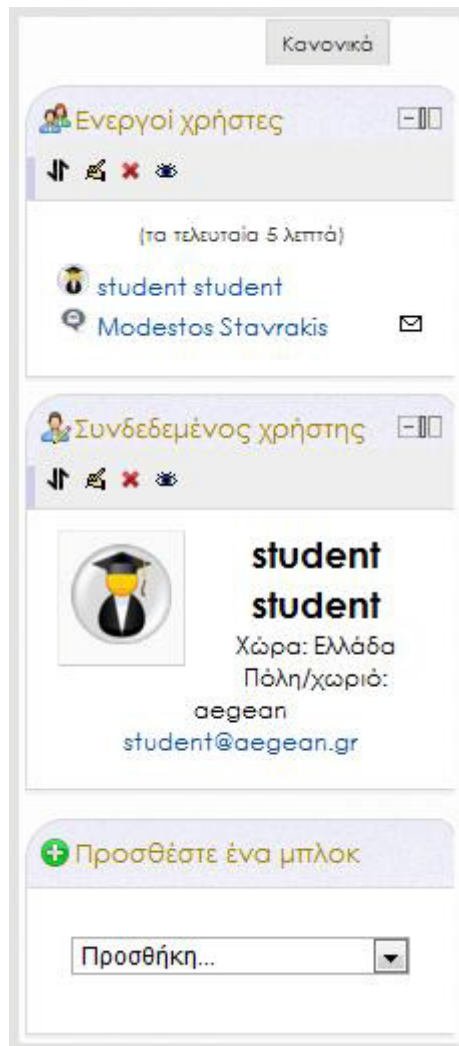 Κανονικά
Ενεργοί χρήστες
(τα τελευταία 5 λεπτά)
student student
Modestos Stavrakis
Συνδεδεμένος χρήστης
student
student
Χώρα: Ελλάδα
Πόλη/χωριό:
aegean
student@aegean.gr
Προσθέστε ένα μπλοκ
Προσθήκη...